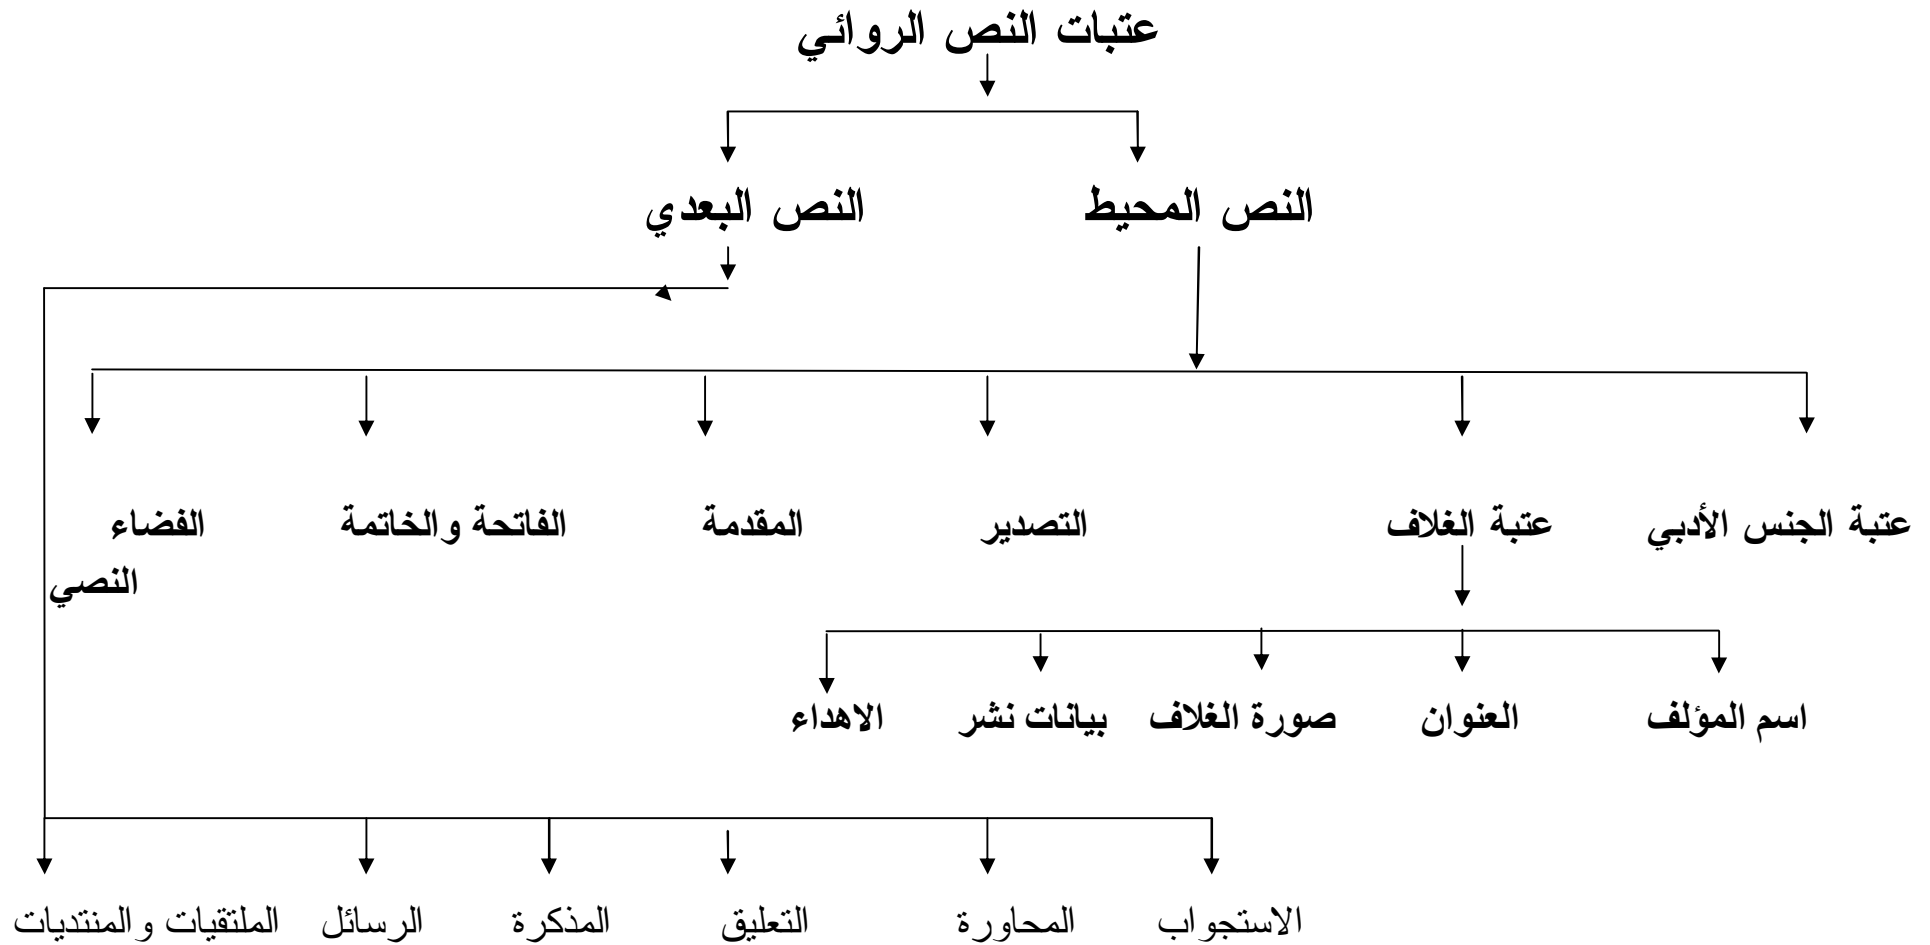 عتبات النص الروائي
النص المحيط النص البعدي
عتبة الجنس الأدبي عتبة الغلاف التصدير المقدمة الفاتحة والخاتمة الفضاء
النصي
اسم المؤلف العنوان صورة الغلاف بيانات نشر الاهداء
الاستجواب المحاورة التعليق المذكرة الرسائل الملتقيات والمنتديات